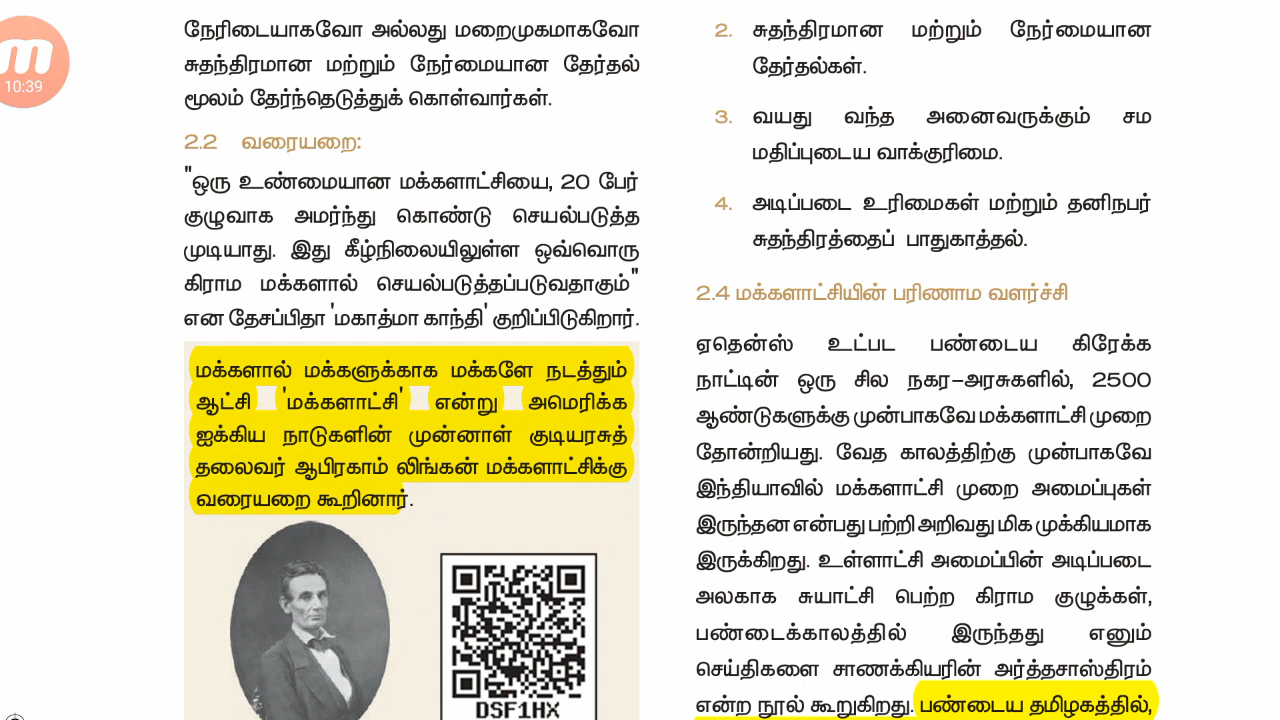 10:39
நேரிடையாகவோ அல்லது மறைமுகமாகவோ
சுதந்திரமான மற்றும் நேர்மையான தேர்தல்
மூலம் தேர்ந்தெடுத்துக் கொள்வார்கள்.
2.2 வரையறை:
"ஒரு உண்மையான மக்களாட்சியை, 20 பேர்
குழுவாக அமர்ந்து கொண்டு செயல்படுத்த
முடியாது. இது கீழ்நிலையிலுள்ள ஒவ்வொரு
கிராம மக்களால் செயல்படுத்தப்படுவதாகும்"
என தேசப்பிதா 'மகாத்மா காந்தி' குறிப்பிடுகிறார்.
மக்களால் மக்களுக்காக மக்களே நடத்தும்
ஆட்சி 'மக்களாட்சி' என்று அமெரிக்க
ஐக்கிய நாடுகளின் முன்னாள் குடியரசுத்
தலைவர் ஆபிரகாம் லிங்கன் மக்களாட்சிக்கு
வரையறை கூறினார்.
DSF1HX
2. சுதந்திரமான மற்றும் நேர்மையான
தேர்தல்கள்.
3. வயது வந்த அனைவருக்கும் சம
மதிப்புடைய வாக்குரிமை.
4. அடிப்படை உரிமைகள் மற்றும் தனிநபர்
சுதந்திரத்தைப் பாதுகாத்தல்.
2.4 மக்களாட்சியின் பரிணாம வளர்ச்சி
ஏதென்ஸ் உட்பட பண்டைய கிரேக்க
நாட்டின் ஒரு சில நகர–அரசுகளில், 2500
ஆண்டுகளுக்கு முன்பாகவே மக்களாட்சி முறை
தோன்றியது. வேத காலத்திற்கு முன்பாகவே
இந்தியாவில் மக்களாட்சி முறை அமைப்புகள்
இருந்தன என்பது பற்றி அறிவது மிக முக்கியமாக
இருக்கிறது. உள்ளாட்சி அமைப்பின் அடிப்படை
அலகாக சுயாட்சி பெற்ற கிராம குழுக்கள்,
பண்டைக்காலத்தில் இருந்தது எனும்
செய்திகளை சாணக்கியரின் அர்த்தசாஸ்திரம்
என்ற நூல் கூறுகிறது. பண்டைய தமிழகத்தில்,